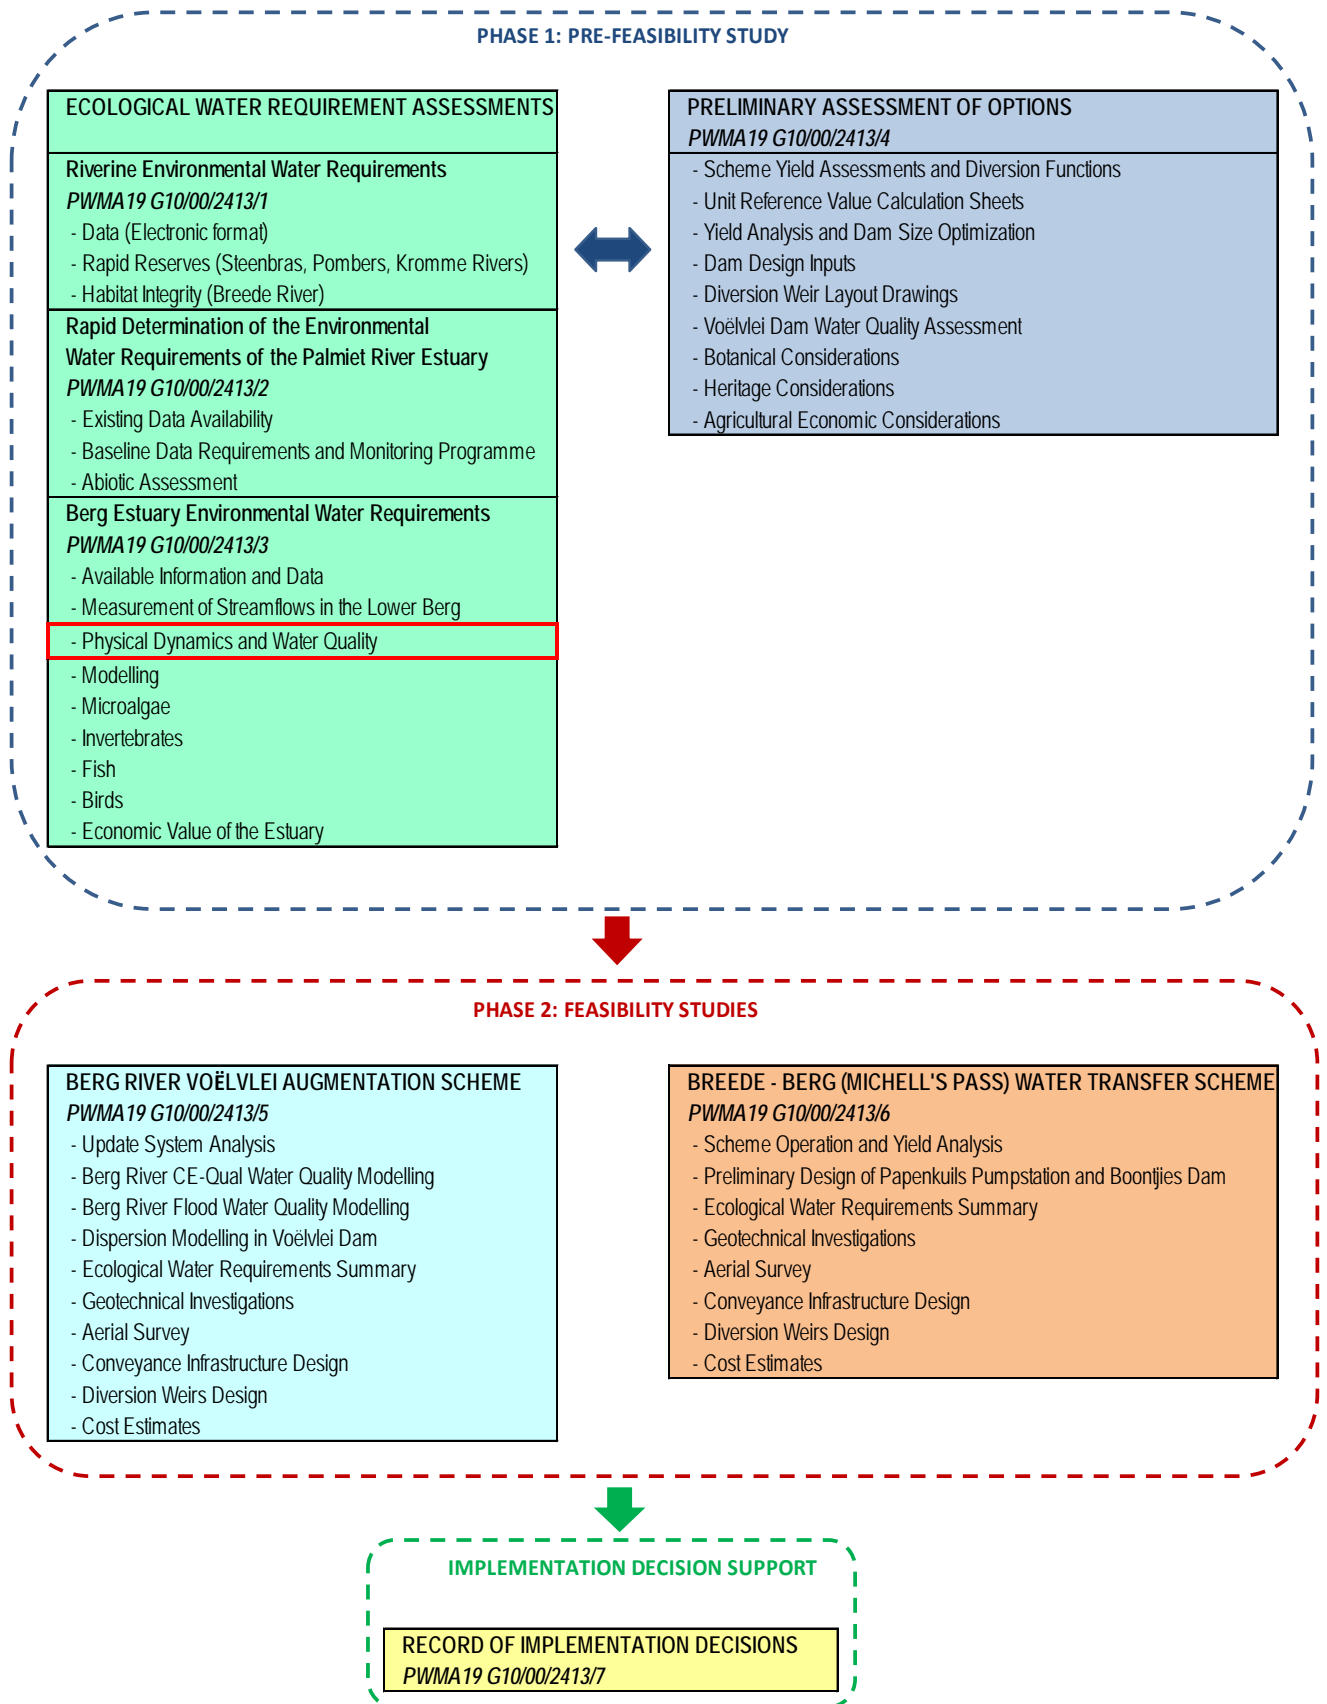 PHASE 1: PRE-FEASIBILITY STUDY
ECOLOGICAL WATER REQUIREMENT ASSESSMENTS
Riverine Environmental Water Requirements
PWMA19 G10/00/2413/1
- Data (Electronic format)
- Rapid Reserves (Steenbras, Pombers, Kromme Rivers)
- Habitat Integrity (Breede River)
Rapid Determination of the Environmental
Water Requirements of the Palmiet River Estuary
PWMA19 G10/00/2413/2
- Existing Data Availability
- Baseline Data Requirements and Monitoring Programme
- Abiotic Assessment
Berg Estuary Environmental Water Requirements
PWMA19 G10/00/2413/3
- Available Information and Data
- Measurement of Streamflows in the Lower Berg
- Physical Dynamics and Water Quality
- Modelling
- Microalgae
- Invertebrates
- Fish
- Birds
- Economic Value of the Estuary
PRELIMINARY ASSESSMENT OF OPTIONS
PWMA19 G10/00/2413/4
- Scheme Yield Assessments and Diversion Functions
- Unit Reference Value Calculation Sheets
- Yield Analysis and Dam Size Optimization
- Dam Design Inputs
- Diversion Weir Layout Drawings
- Voëlvlei Dam Water Quality Assessment
- Botanical Considerations
- Heritage Considerations
- Agricultural Economic Considerations
PHASE 2: FEASIBILITY STUDIES
BERG RIVER VOËLVLEI AUGMENTATION SCHEME
PWMA19 G10/00/2413/5
- Update System Analysis
- Berg River CE-Qual Water Quality Modelling
- Berg River Flood Water Quality Modelling
- Dispersion Modelling in Voëlvlei Dam
- Ecological Water Requirements Summary
- Geotechnical Investigations
- Aerial Survey
- Conveyance Infrastructure Design
- Diversion Weirs Design
- Cost Estimates
BREEDE - BERG (MICHELL'S PASS) WATER TRANSFER SCHEME
PWMA19 G10/00/2413/6
- Scheme Operation and Yield Analysis
- Preliminary Design of Papenkuils Pumpstation and Boontjies Dam
- Ecological Water Requirements Summary
- Geotechnical Investigations
- Aerial Survey
- Conveyance Infrastructure Design
- Diversion Weirs Design
- Cost Estimates
IMPLEMENTATION DECISION SUPPORT
RECORD OF IMPLEMENTATION DECISIONS
PWMA19 G10/00/2413/7